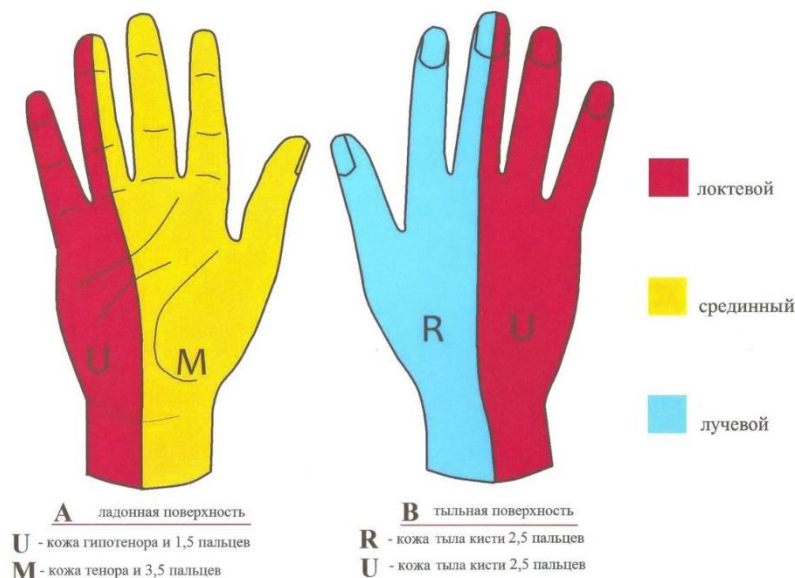 U
M
R
U
локтевой
срединный
лучевой
A ладонная поверхность
U - кожа гипотенора и 1,5 пальцев
M - кожа тенора и 3,5 пальцев
B тыльная поверхность
R - кожа тыла кисти 2,5 пальцев
U - кожа тыла кисти 2,5 пальцев